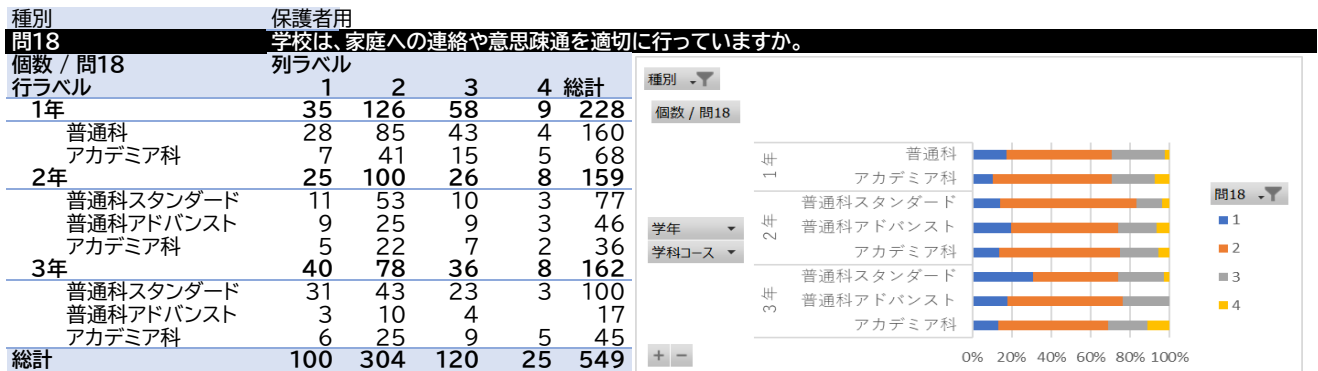 種別 保護者用
問18 学校は、家庭への連絡や意思疎通を適切に行っていますか。
個数 / 問18 列ラベル
行ラベル 1 2 3 4 総計
1年 35 126 58 9 228
普通科 28 85 43 4 160
アカデミア科 7 41 15 5 68
2年 25 100 26 8 159
普通科スタンダード 11 53 10 3 77
普通科アドバンスト 9 25 9 3 46
アカデミア科 5 22 7 2 36
3年 40 78 36 8 162
普通科スタンダード 31 43 23 3 100
普通科アドバンスト 3 10 4 17
アカデミア科 6 25 9 5 45
総計 100 304 120 25 549
種別
個数 / 問18
学年
学科コース
1年
普通科
アカデミア科
2年
普通科スタンダード
普通科アドバンスト
アカデミア科
3年
普通科スタンダード
普通科アドバンスト
アカデミア科
0% 20% 40% 60% 80% 100%
問18
1
2
3
4